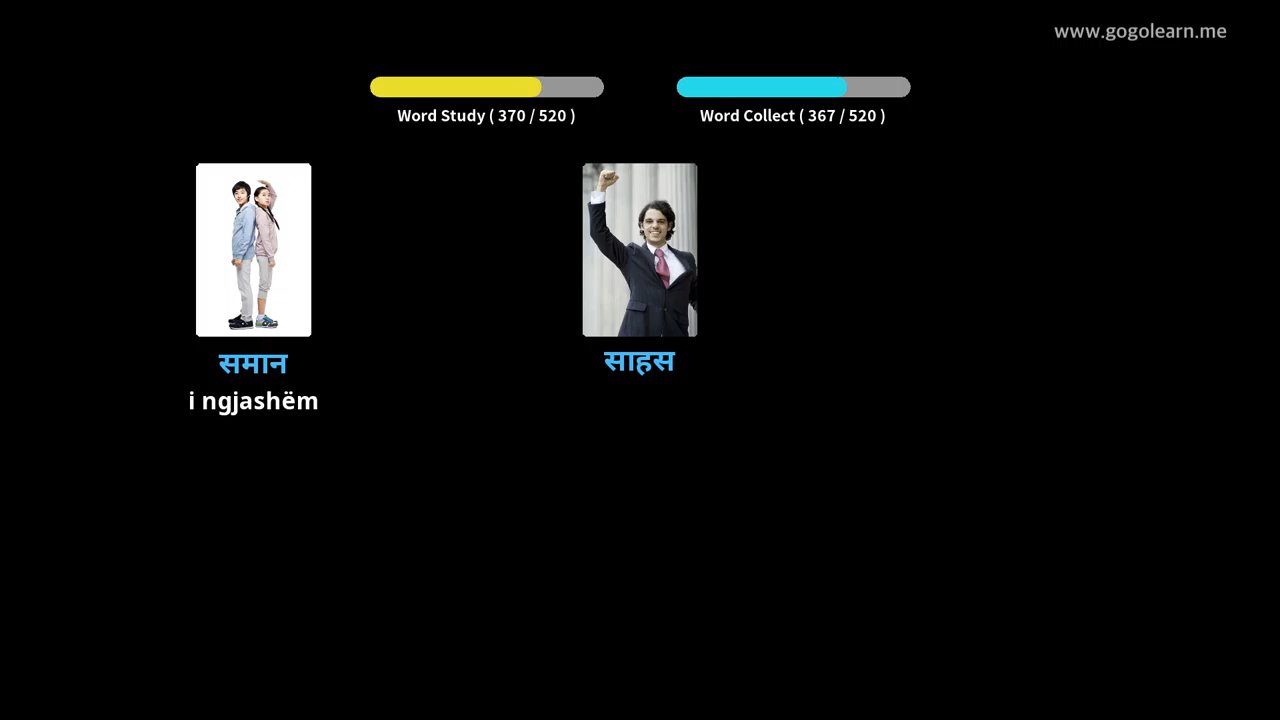 www.gogolearn.me
Word Study ( 370 / 520 )
Word Collect ( 367 / 520 )
समान
i ngjashëm
साहस